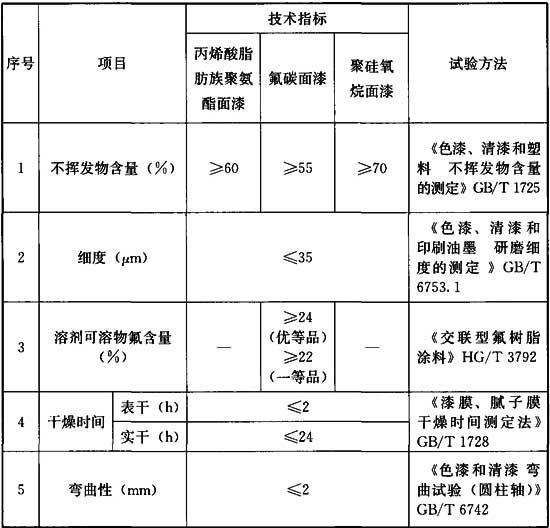 序号
项目
技术指标
试验方法
丙烯酸脂
肪族聚氨
酯面漆
氟碳面漆
聚硅氧
烷面漆
1
不挥发物含量（%）
≥60
≥55
≥70
《色漆、清漆和塑
料 不挥发物含量
的测定》GB/T 1725
2
细度（μm）
≤35
《色漆、清漆和
印刷油墨 研磨细
度的测定 》GB/T
6753.1
3
溶剂可溶物氟含量
（%）
—
≥24
（优等品）
≥22
（一等品）
—
《交联型氟树脂
涂料》HG/T 3792
4
干燥时间
表干（h）
≤2
实干（h）
≤24
《漆膜、腻子膜
干燥时间测定法》
GB/T 1728
5
弯曲性（mm）
≤2
《色漆和清漆 弯
曲试验（圆柱轴）》
GB/T 6742